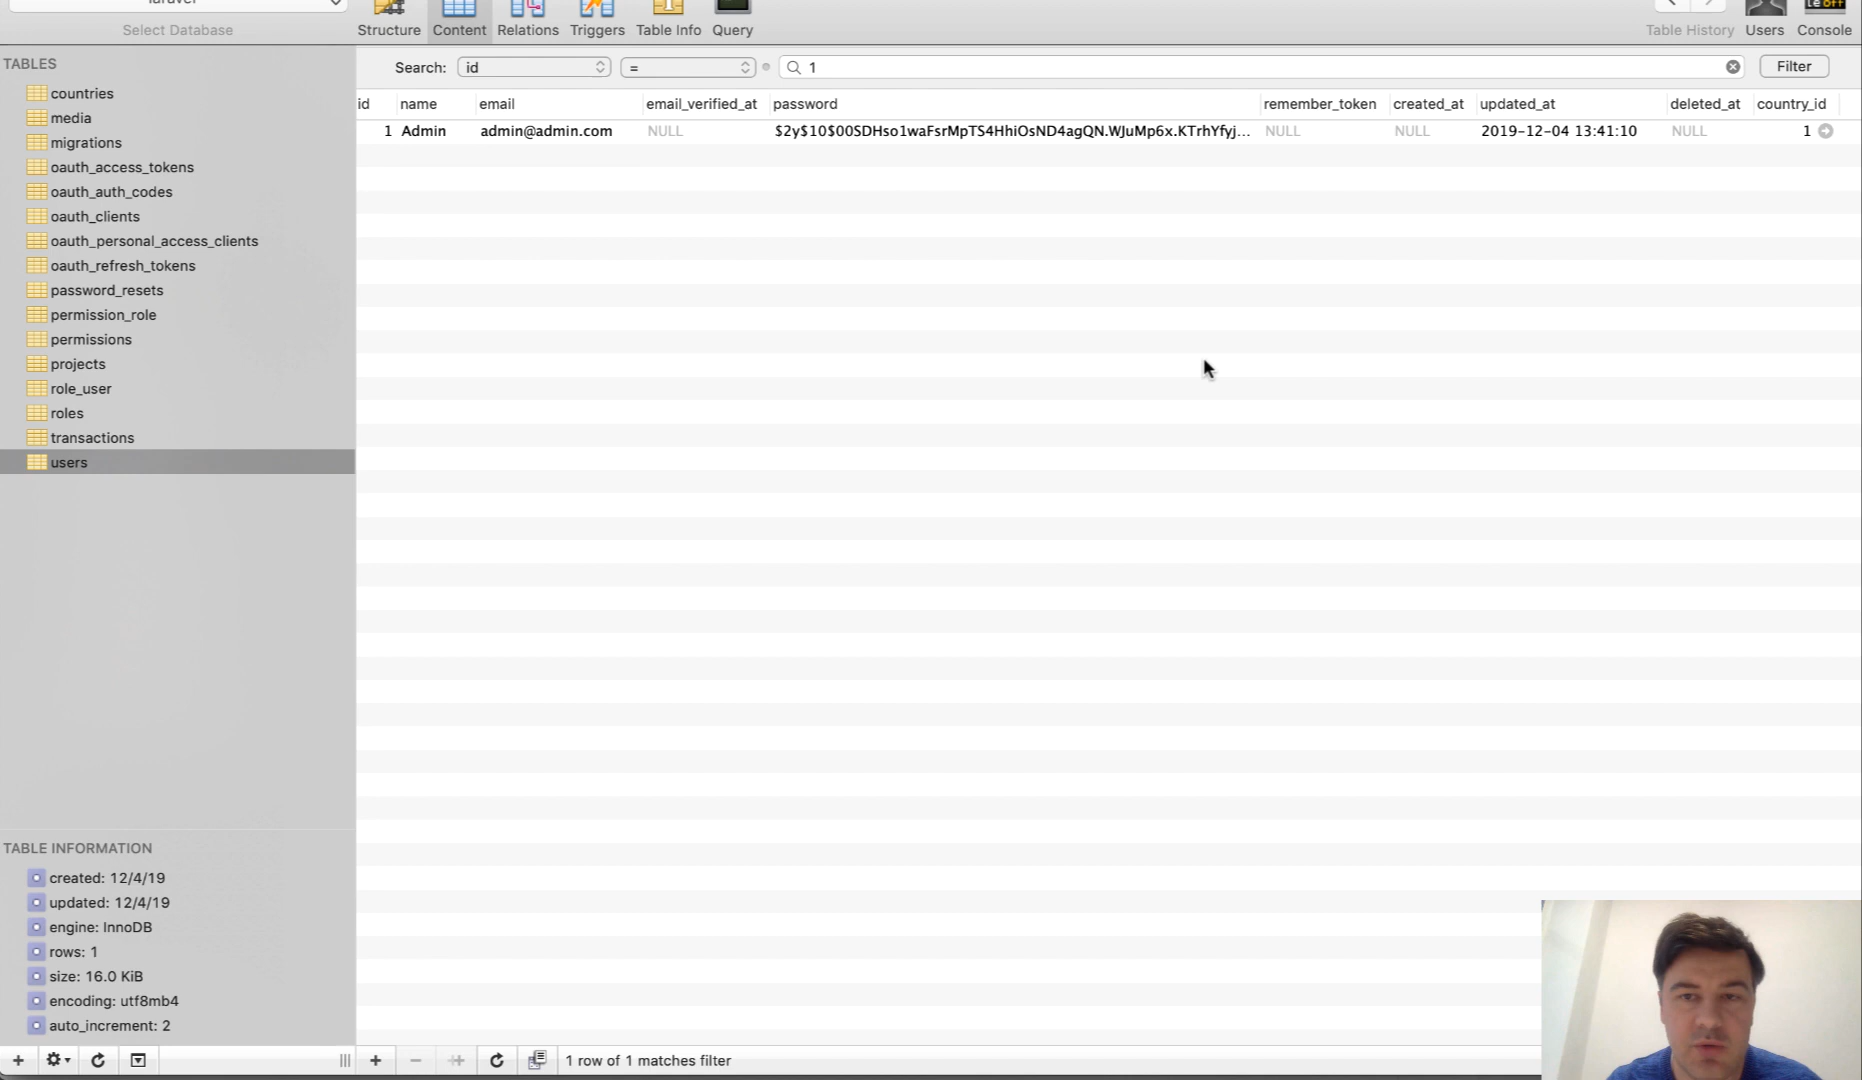 laravel
Select Database
Structure Content Relations Triggers Table Info Query
Table History Users Console
TABLES
countries
media
migrations
oauth_access_tokens
oauth_auth_codes
oauth_clients
oauth_personal_access_clients
oauth_refresh_tokens
password_resets
permission_role
permissions
projects
role_user
roles
transactions
users
Search: id = 1 Filter
id name email email_verified_at password remember_token created_at updated_at deleted_at country_id
1 Admin admin@admin.com NULL $2y$10$00SDHso1waFsrMpTS4HhiOsND4agQN.WJuMp6x.KTrhYfyj... NULL NULL 2019-12-04 13:41:10 NULL 1
TABLE INFORMATION
created: 12/4/19
updated: 12/4/19
engine: InnoDB
rows: 1
size: 16.0 KiB
encoding: utf8mb4
auto_increment: 2
1 row of 1 matches filter